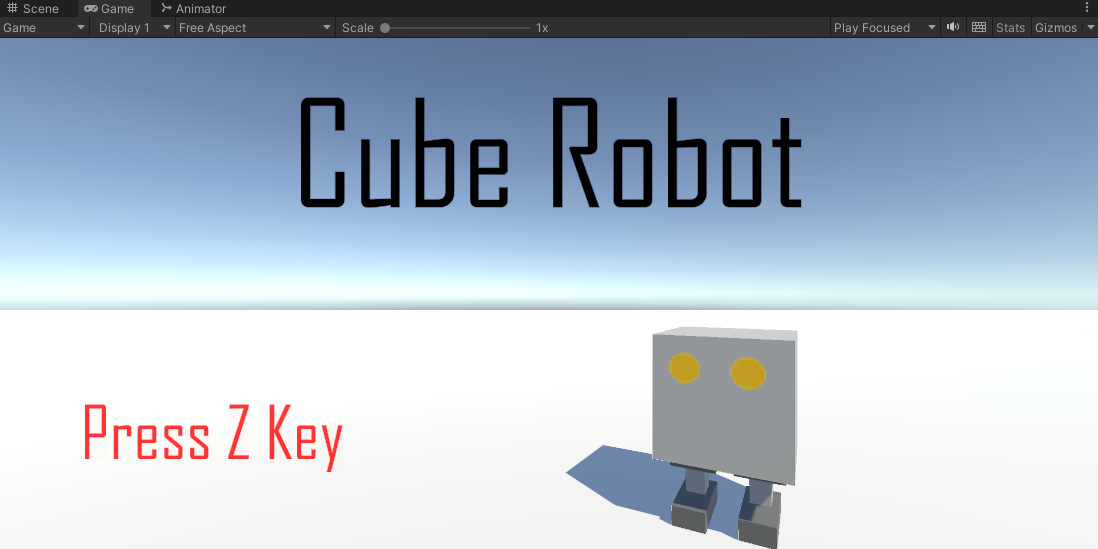 Scene Game Animator
Game Display 1 Free Aspect Scale 1x Play Focused Stats Gizmos
Cube Robot
Press Z Key